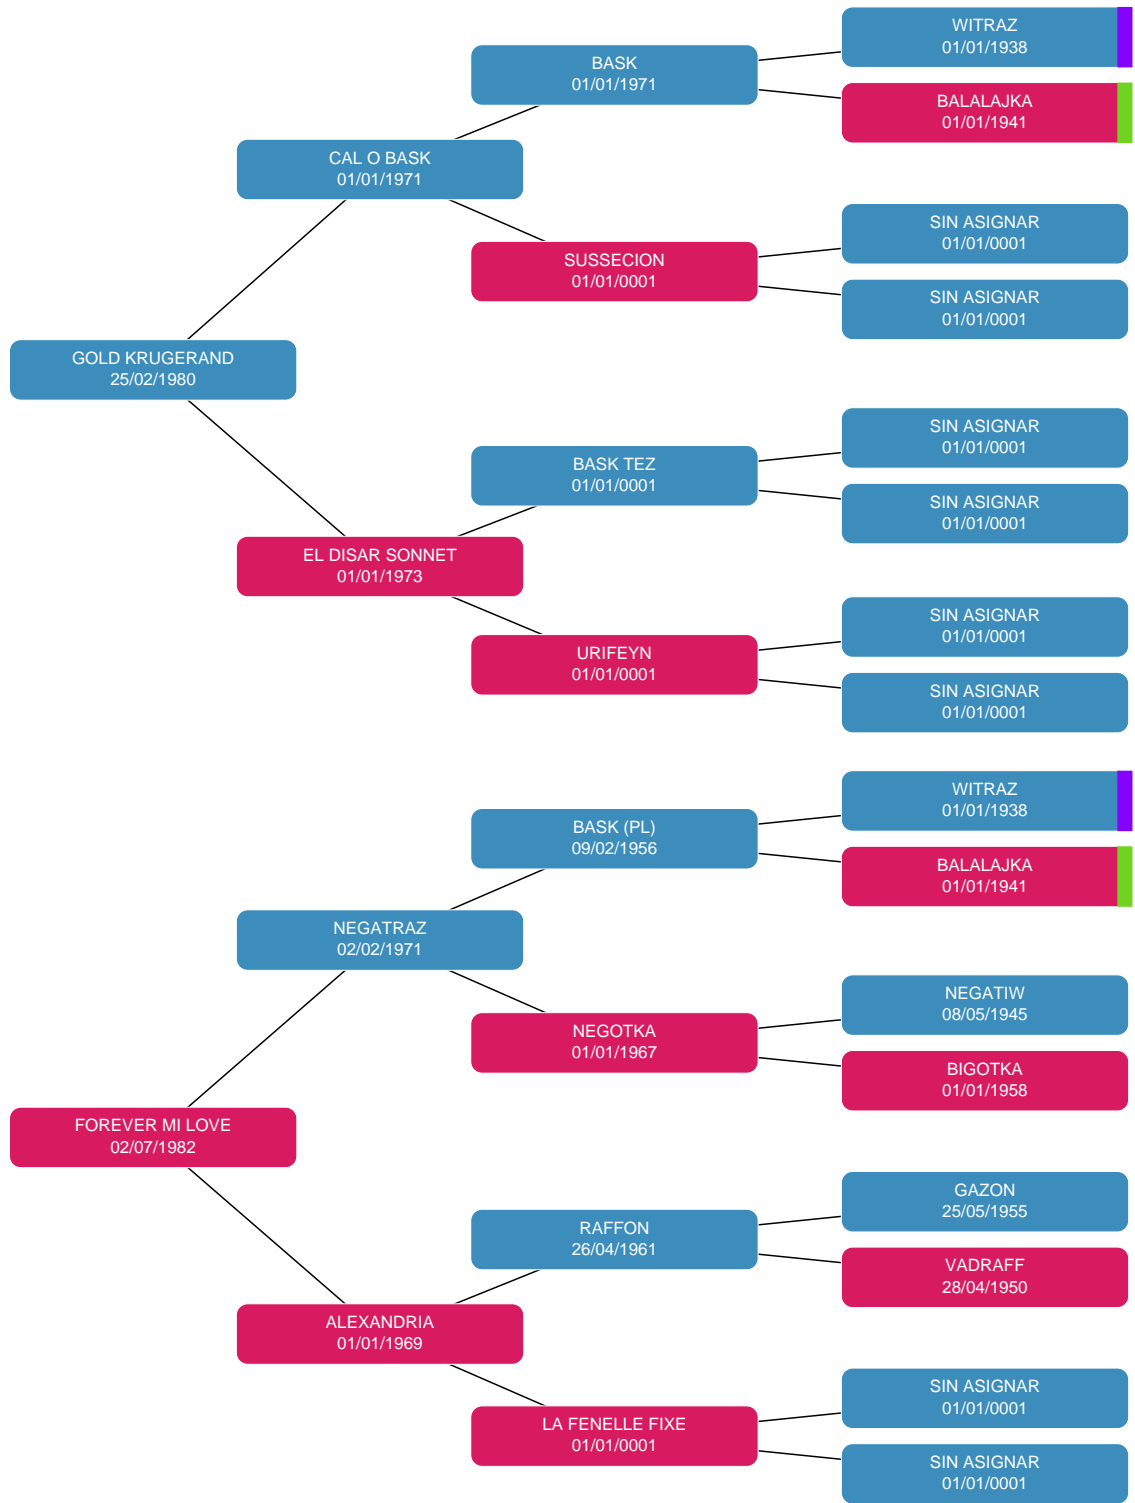 WITRAZ
01/01/1938
BASK
01/01/1971
BALALAJKA
01/01/1941
CAL O BASK
01/01/1971
SIN ASIGNAR
01/01/0001
SUSSECION
01/01/0001
SIN ASIGNAR
01/01/0001
GOLD KRUGERAND
25/02/1980
SIN ASIGNAR
01/01/0001
BASK TEZ
01/01/0001
SIN ASIGNAR
01/01/0001
EL DISAR SONNET
01/01/1973
SIN ASIGNAR
01/01/0001
URIFEYN
01/01/0001
SIN ASIGNAR
01/01/0001
WITRAZ
01/01/1938
BASK (PL)
09/02/1956
BALALAJKA
01/01/1941
NEGATRAZ
02/02/1971
NEGATIW
08/05/1945
NEGOTKA
01/01/1967
BIGOTKA
01/01/1958
FOREVER MI LOVE
02/07/1982
GAZON
25/05/1955
RAFFON
26/04/1961
VADRAFF
28/04/1950
ALEXANDRIA
01/01/1969
SIN ASIGNAR
01/01/0001
LA FENELLE FIXE
01/01/0001
SIN ASIGNAR
01/01/0001